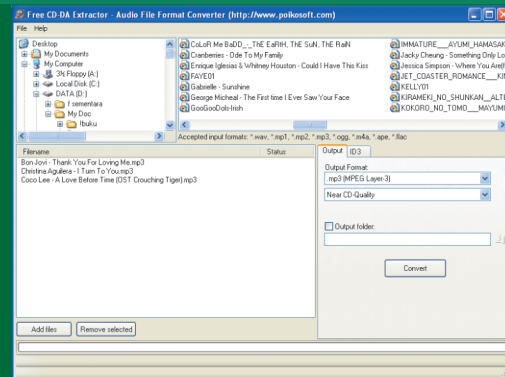 Free CD-DA Extractor - Audio File Format Converter (http://www.poikosoft.com)
File Help
Desktop
My Documents
My Computer
3½ Floppy (A:)
Local Disk (C:)
DATA (D:)
! sementara
My Doc
!buku
CoLoR Me BaDD_-_ThE EaRtH, ThE SuN, ThE RaiN
Cranberries - Ode To My Family
Enrique Iglesias & Whitney Houston - Could I Have This Kiss
FAYE01
Gabrielle - Sunshine
George Micheal - The First time I Ever Saw Your Face
GooGooDols-Irish
IMMATURE___AYUMI_HAMASAK
Jacky Cheung - Something Only Lo
Jessica Simpson - Where You Are(f
JET_COASTER_ROMANCE___KIN
KELLY01
KIRAMEKI_NO_SHUNKAN__ALTE
KOKORO_NO_TOMO___MAYUMI
Accepted input formats: *.wav, *.mp1, *.mp2, *.mp3, *.ogg, *.m4a, *.ape, *.flac
Filename Status
Bon Jovi - Thank You For Loving Me.mp3
Christina Aguilera - I Turn To You.mp3
Coco Lee - A Love Before Time (OST Crouching Tiger).mp3
Output ID3
Output Format:
.mp3 (MPEG Layer-3)
Near CD-Quality
Output folder:
Convert
Add files Remove selected